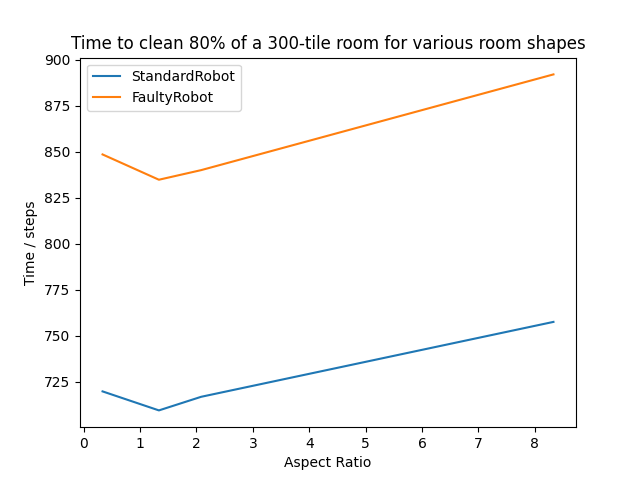 Time to clean 80% of a 300-tile room for various room shapes
StandardRobot
FaultyRobot
900
875
850
825
800
775
750
725
Time / steps
0 1 2 3 4 5 6 7 8
Aspect Ratio